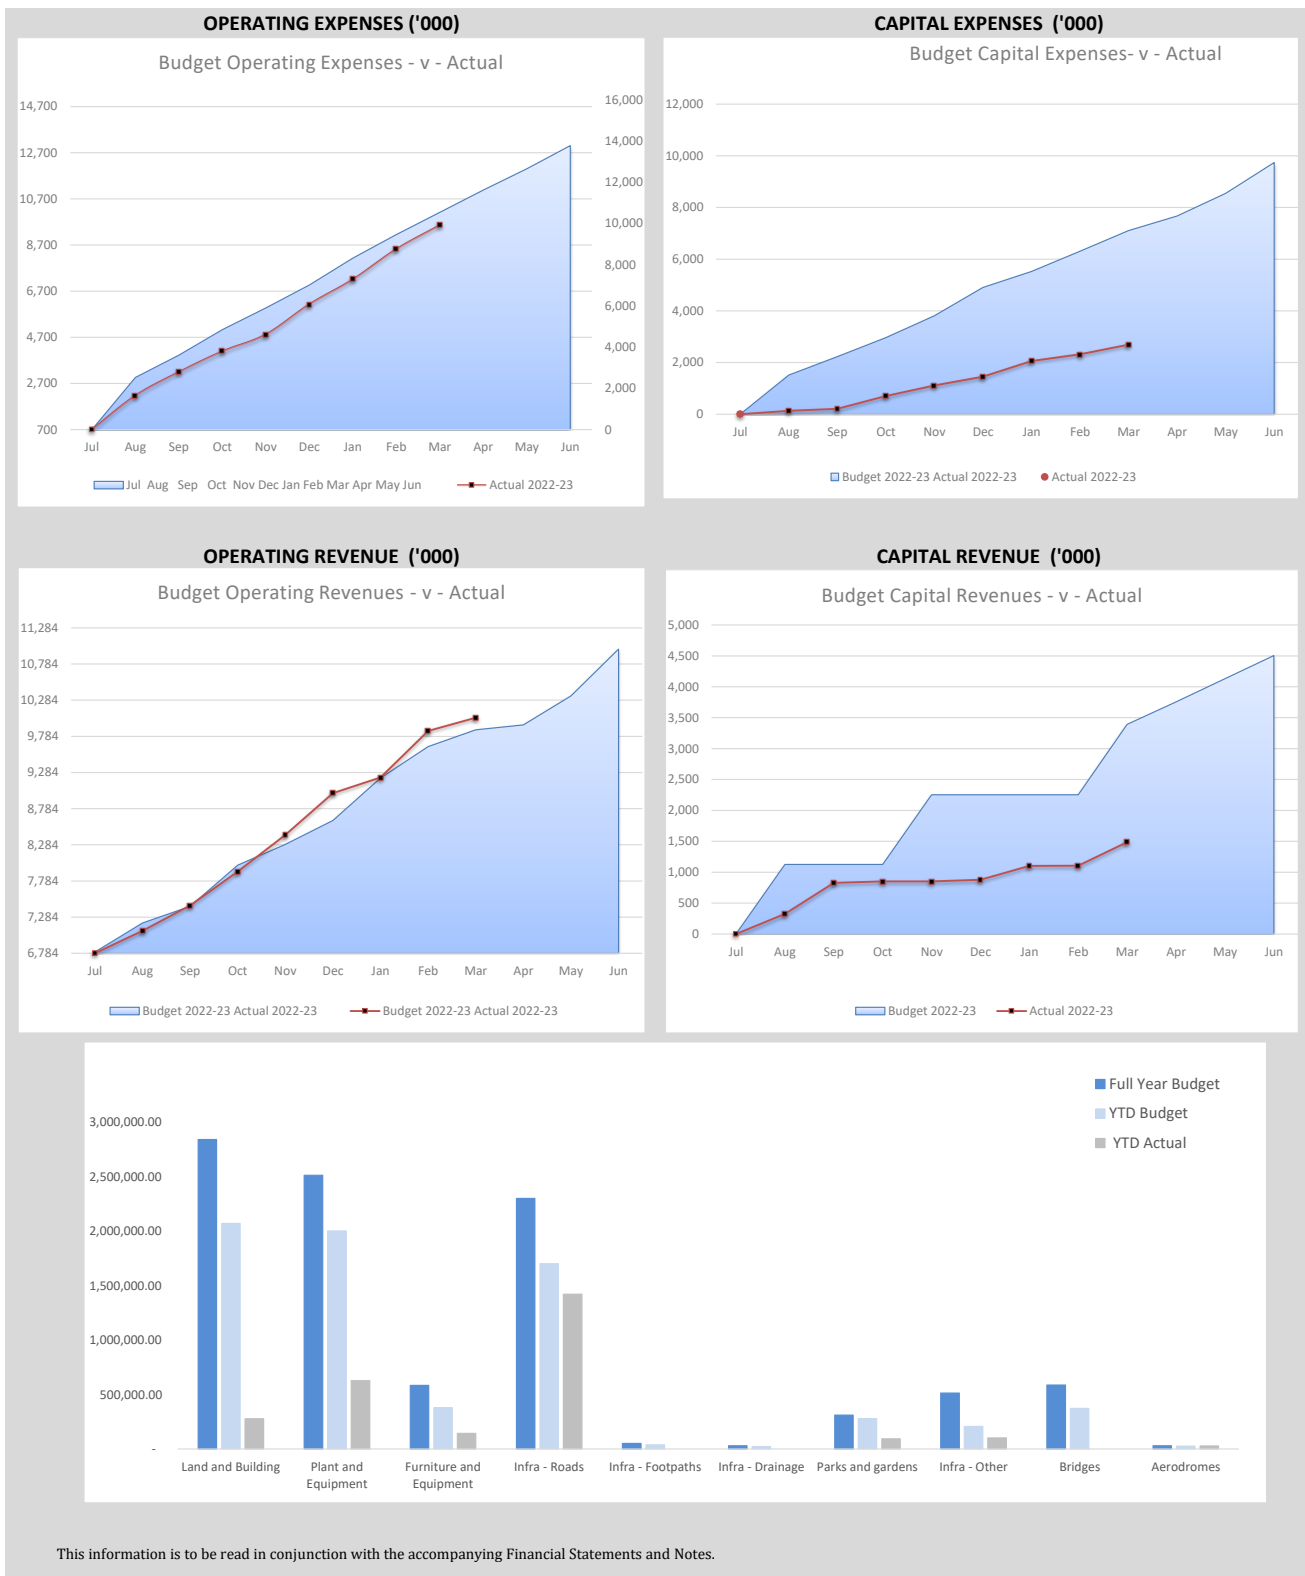 OPERATING EXPENSES ('000)
Budget Operating Expenses - v - Actual
14,700
12,700
10,700
8,700
6,700
4,700
2,700
700
16,000
14,000
12,000
10,000
8,000
6,000
4,000
2,000
0
Jul Aug Sep Oct Nov Dec Jan Feb Mar Apr May Jun
Jul Aug Sep Oct Nov Dec Jan Feb Mar Apr May Jun
Actual 2022-23
CAPITAL EXPENSES ('000)
Budget Capital Expenses- v - Actual
12,000
10,000
8,000
6,000
4,000
2,000
0
Jul Aug Sep Oct Nov Dec Jan Feb Mar Apr May Jun
Budget 2022-23 Actual 2022-23
Actual 2022-23
OPERATING REVENUE ('000)
Budget Operating Revenues - v - Actual
11,284
10,784
10,284
9,784
9,284
8,784
8,284
7,784
7,284
6,784
Jul Aug Sep Oct Nov Dec Jan Feb Mar Apr May Jun
Budget 2022-23 Actual 2022-23
Budget 2022-23 Actual 2022-23
CAPITAL REVENUE ('000)
Budget Capital Revenues - v - Actual
5,000
4,500
4,000
3,500
3,000
2,500
2,000
1,500
1,000
500
0
Jul Aug Sep Oct Nov Dec Jan Feb Mar Apr May Jun
Budget 2022-23
Actual 2022-23
Full Year Budget
YTD Budget
YTD Actual
3,000,000.00
2,500,000.00
2,000,000.00
1,500,000.00
1,000,000.00
500,000.00
-
Land and Building
Plant and
Equipment
Furniture and
Equipment
Infra - Roads
Infra - Footpaths
Infra - Drainage
Parks and gardens
Infra - Other
Bridges
Aerodromes
This information is to be read in conjunction with the accompanying Financial Statements and Notes.